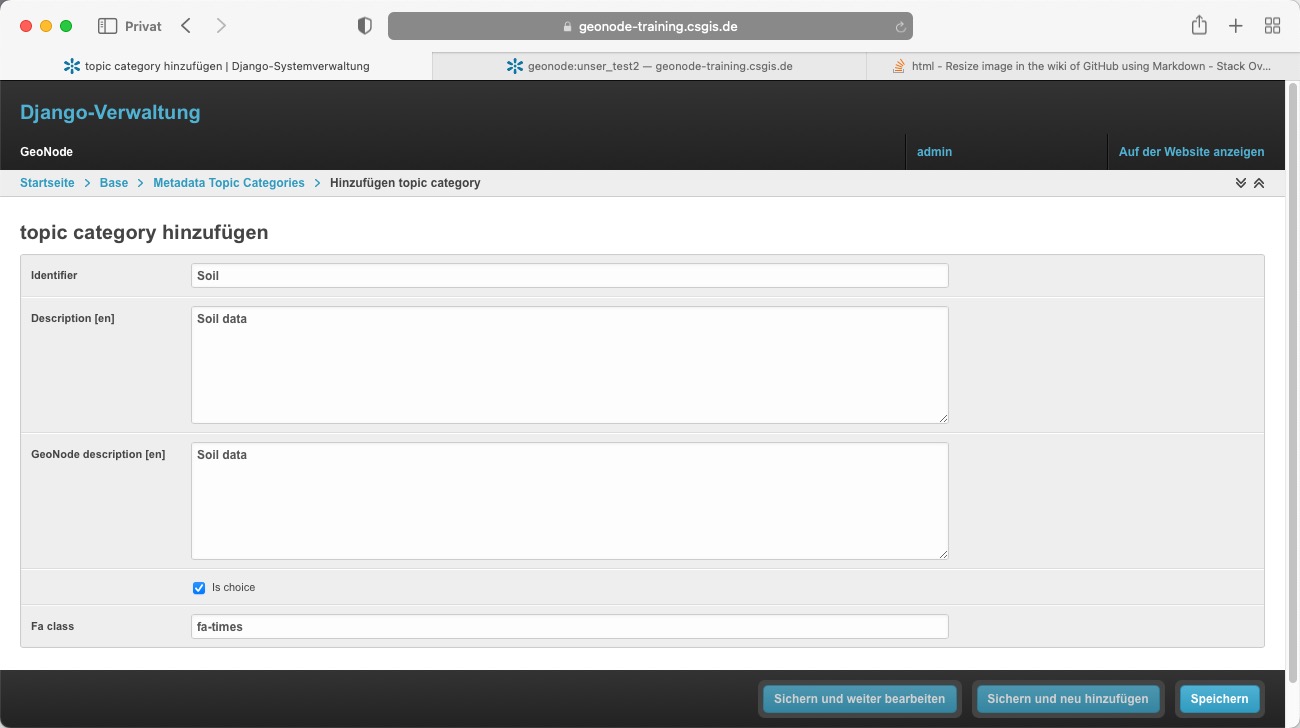 Privat
geonode-training.csgis.de
topic category hinzufügen | Django-Systemverwaltung
geonode:unser_test2 — geonode-training.csgis.de
html - Resize image in the wiki of GitHub using Markdown - Stack Ov...
Django-Verwaltung
GeoNode
admin
Auf der Website anzeigen
Startseite > Base > Metadata Topic Categories > Hinzufügen topic category
topic category hinzufügen
Identifier
Soil
Description [en]
Soil data
GeoNode description [en]
Soil data
Is choice
Fa class
fa-times
Sichern und weiter bearbeiten
Sichern und neu hinzufügen
Speichern